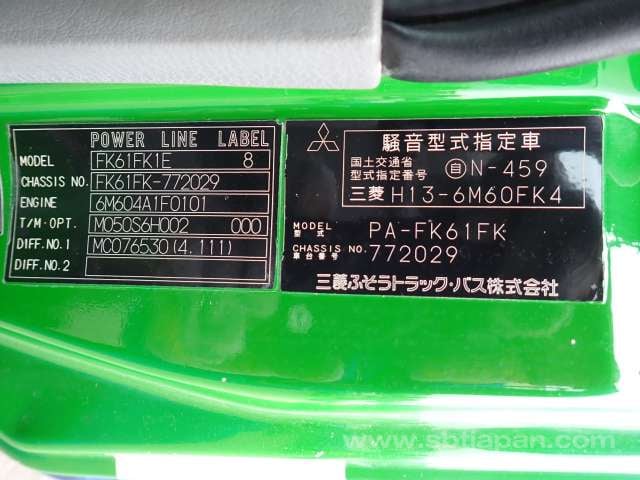 POWER LINE LABEL
MODEL FK61FK1E 8
CHASSIS NO. FK61FK-772029
ENGINE 6M604A1F0101
T/M·OPT. M050S6H002 000
DIFF.NO.1 MC076530(4.111)
DIFF.NO.2
騒音型式指定車
国土交通省
型式指定番号 自N-459
三菱 H13-6M60FK4
MODEL
型式 PA-FK61FK
CHASSIS NO.
車台番号 772029
三菱ふそうトラック・バス株式会社
www.sbtjapan.com